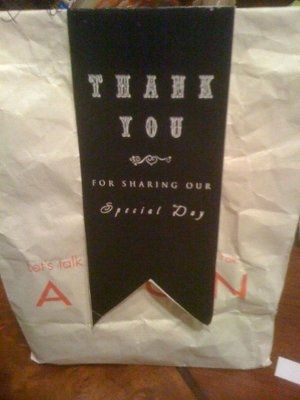 THANK
YOU
FOR SHARING OUR
Special Day
Let's talk
A N